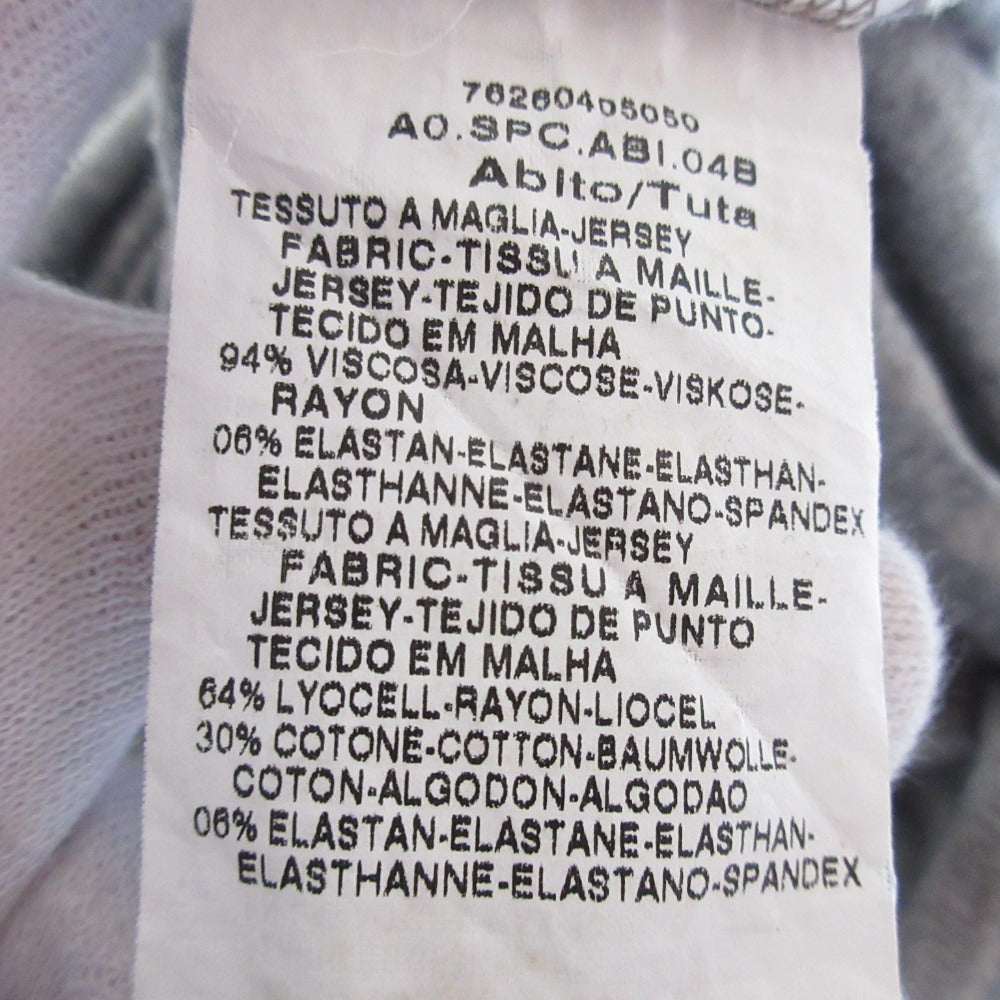 76260405050
A0.SPC.ABI.04B
Abito/Tuta
TESSUTO A MAGLIA-JERSEY
FABRIC-TISSU A MAILLE-
JERSEY-TEJIDO DE PUNTO-
TECIDO EM MALHA
94% VISCOSA-VISCOSE-VISKOSE-
RAYON
06% ELASTAN-ELASTANE-ELASTHAN-
ELASTHANNE-ELASTANO-SPANDEX
TESSUTO A MAGLIA-JERSEY
FABRIC-TISSU A MAILLE-
JERSEY-TEJIDO DE PUNTO
TECIDO EM MALHA
64% LYOCELL-RAYON-LIOCEL
30% COTONE-COTTON-BAUMWOLLE-
COTON-ALGODON-ALGODAO
06% ELASTAN-ELASTANE-ELASTHAN-
ELASTHANNE-ELASTANO-SPANDEX